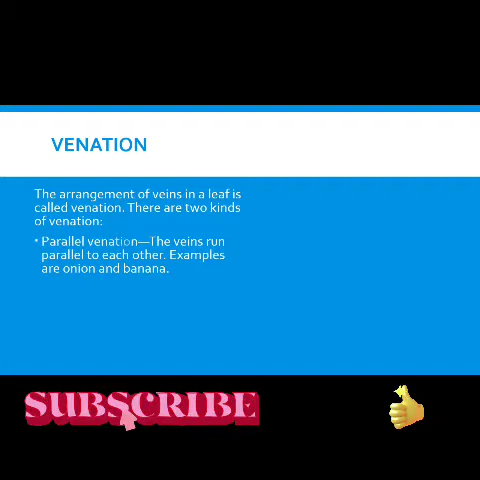 VENATION
The arrangement of veins in a leaf is
called venation. There are two kinds
of venation:
• Parallel venation—The veins run
parallel to each other. Examples
are onion and banana.
SUBSCRIBE